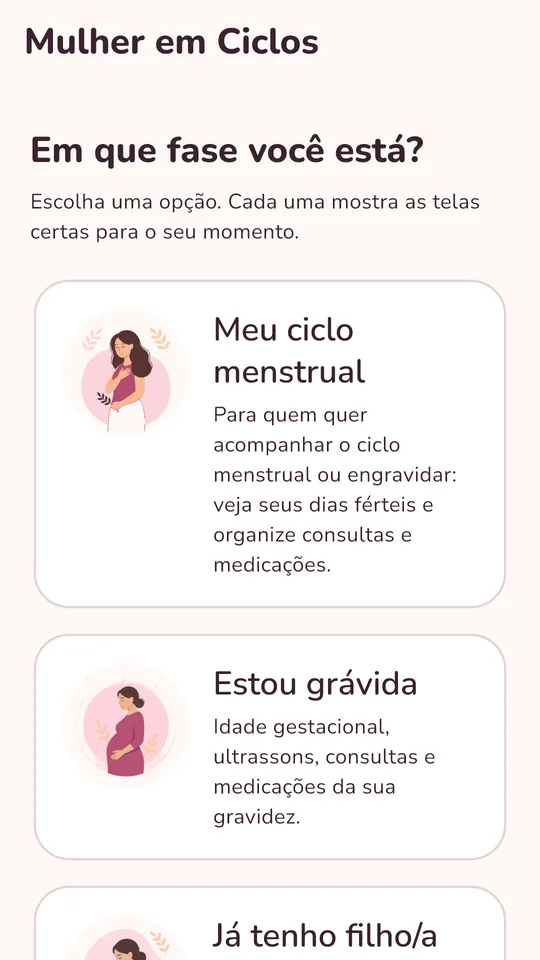 Mulher em Ciclos
Em que fase você está?
Escolha uma opção. Cada uma mostra as telas
certas para o seu momento.
Meu ciclo
menstrual
Para quem quer
acompanhar o ciclo
menstrual ou engravidar:
veja seus dias férteis e
organize consultas e
medicações.
Estou grávida
Idade gestacional,
ultrassons, consultas e
medicações da sua
gravidez.
Já tenho filho/a